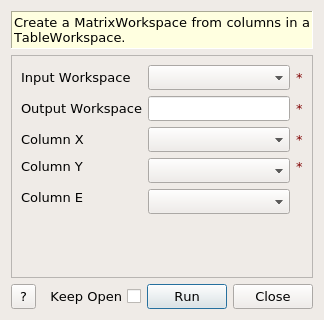 Create a MatrixWorkspace from columns in a
TableWorkspace.
Input Workspace *
Output Workspace *
Column X *
Column Y *
Column E
? Keep Open Run Close